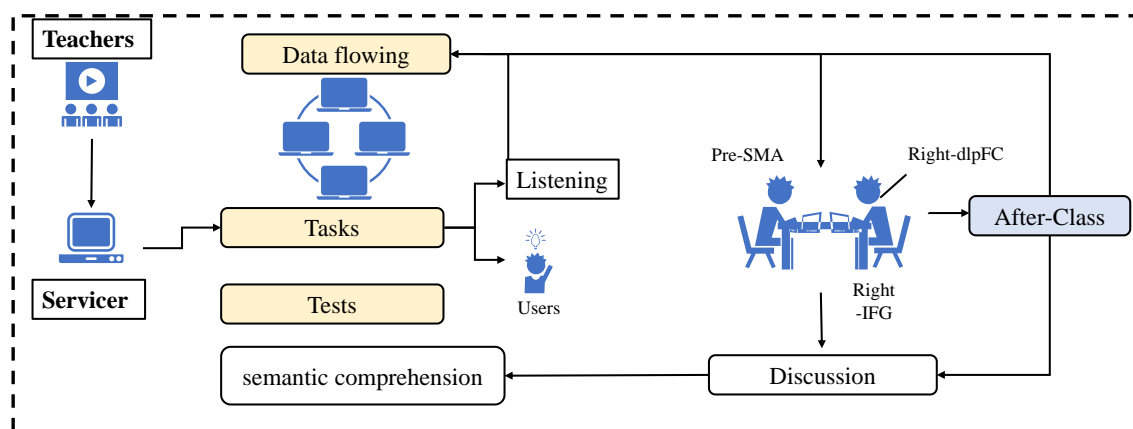 Teachers
Data flowing
Pre-SMA
Right-dlpFC
Listening
Tasks
After-Class
Servicer
Tests
Users
Right
-IFG
semantic comprehension
Discussion